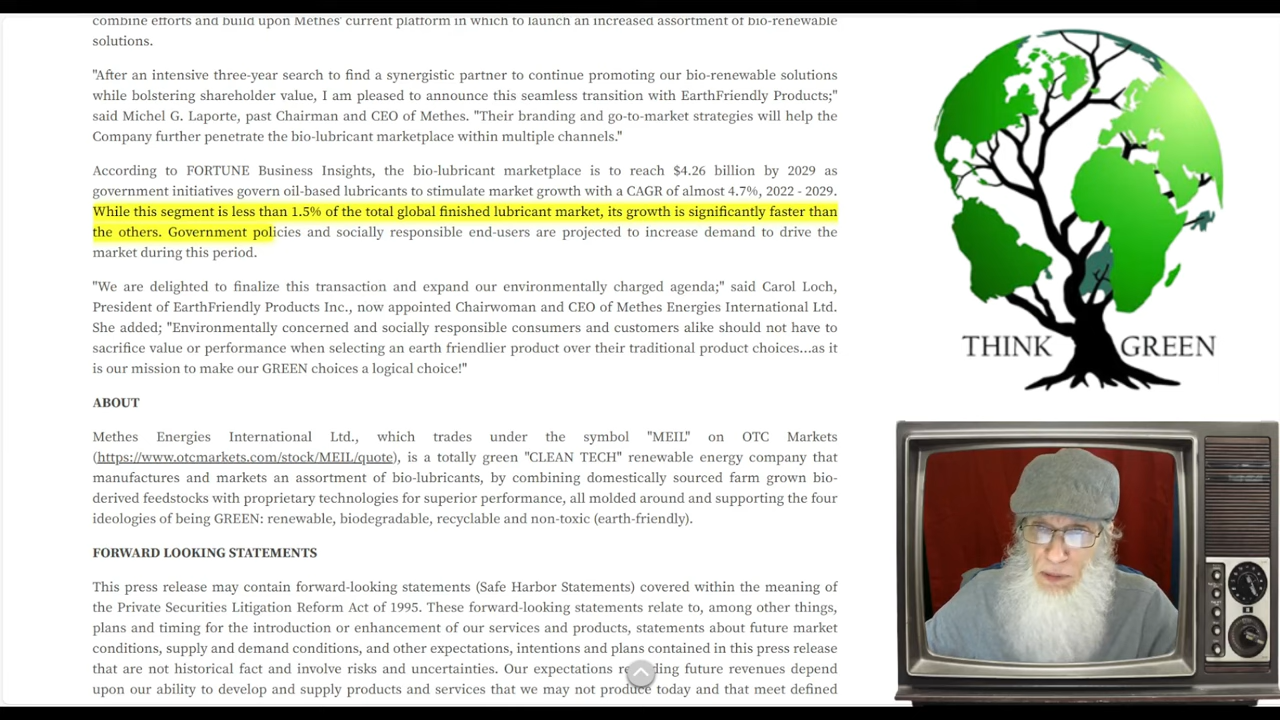 combine efforts and build upon Methes' current platform in which to launch an increased assortment of bio-renewable
solutions.
"After an intensive three-year search to find a synergistic partner to continue promoting our bio-renewable solutions
while bolstering shareholder value, I am pleased to announce this seamless transition with EarthFriendly Products;"
said Michel G. Laporte, past Chairman and CEO of Methes. "Their branding and go-to-market strategies will help the
Company further penetrate the bio-lubricant marketplace within multiple channels."
According to FORTUNE Business Insights, the bio-lubricant marketplace is to reach $4.26 billion by 2029 as
government initiatives govern oil-based lubricants to stimulate market growth with a CAGR of almost 4.7%, 2022 - 2029.
While this segment is less than 1.5% of the total global finished lubricant market, its growth is significantly faster than
the others. Government policies and socially responsible end-users are projected to increase demand to drive the
market during this period.
"We are delighted to finalize this transaction and expand our environmentally charged agenda;" said Carol Loch,
President of EarthFriendly Products Inc., now appointed Chairwoman and CEO of Methes Energies International Ltd.
She added; "Environmentally concerned and socially responsible consumers and customers alike should not have to
sacrifice value or performance when selecting an earth friendlier product over their traditional product choices...as it
is our mission to make our GREEN choices a logical choice!"
ABOUT
Methes Energies International Ltd., which trades under the symbol "MEIL" on OTC Markets
(https://www.otcmarkets.com/stock/MEIL/quote), is a totally green "CLEAN TECH" renewable energy company that
manufactures and markets an assortment of bio-lubricants, by combining domestically sourced farm grown bio-
derived feedstocks with proprietary technologies for superior performance, all molded around and supporting the four
ideologies of being GREEN: renewable, biodegradable, recyclable and non-toxic (earth-friendly).
FORWARD LOOKING STATEMENTS
This press release may contain forward-looking statements (Safe Harbor Statements) covered within the meaning of
the Private Securities Litigation Reform Act of 1995. These forward-looking statements relate to, among other things,
plans and timing for the introduction or enhancement of our services and products, statements about future market
conditions, supply and demand conditions, and other expectations, intentions and plans contained in this press release
that are not historical fact and involve risks and uncertainties. Our expectations future revenues depend
upon our ability to develop and supply products and services that we may not produce today and that meet defined
THINK GREEN